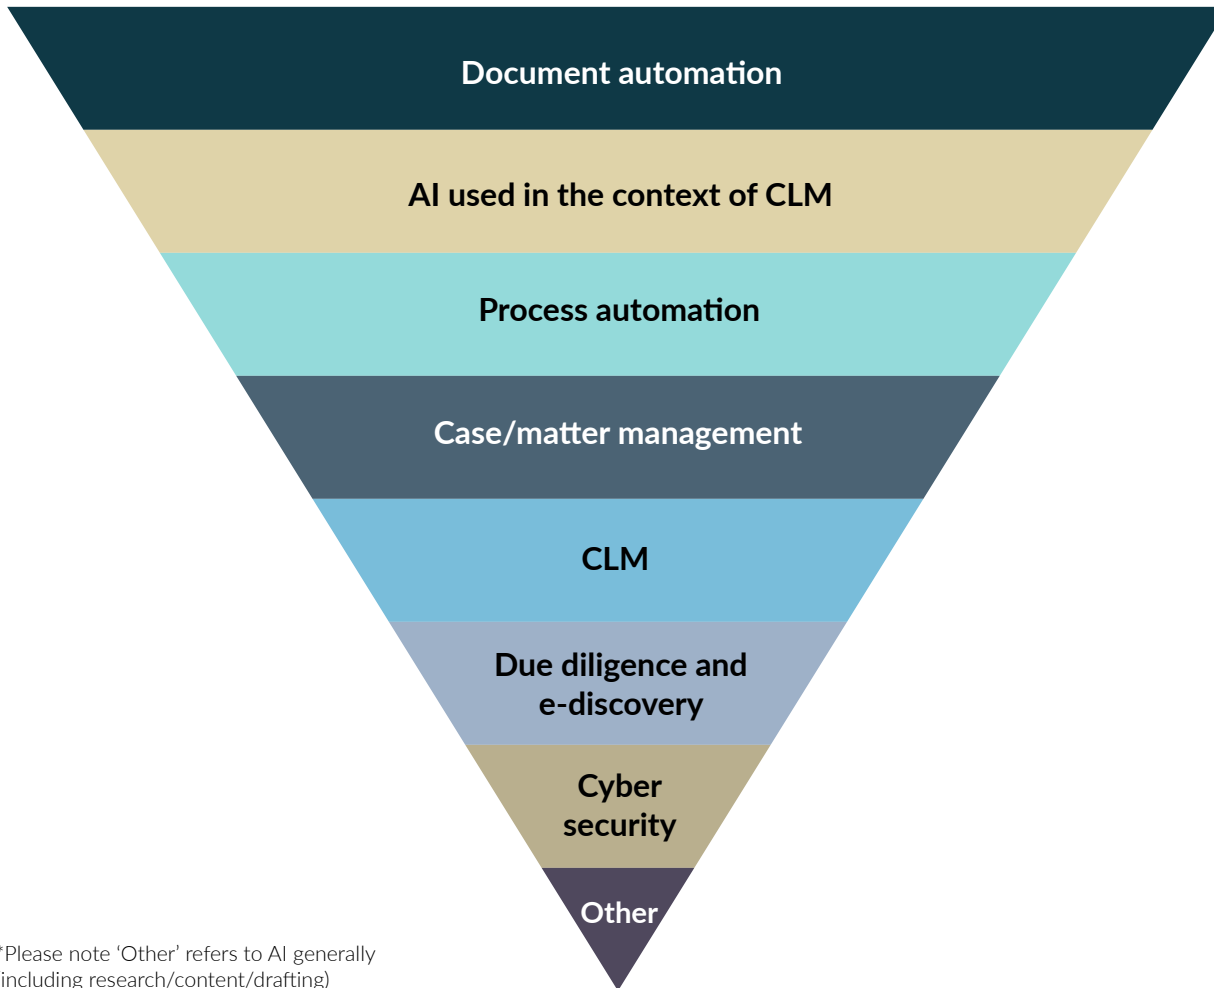 Document automation
AI used in the context of CLM
Process automation
Case/matter management
CLM
Due diligence and
e-discovery
Cyber
security
Other
*Please note ‘Other’ refers to AI generally
including research/content/drafting)